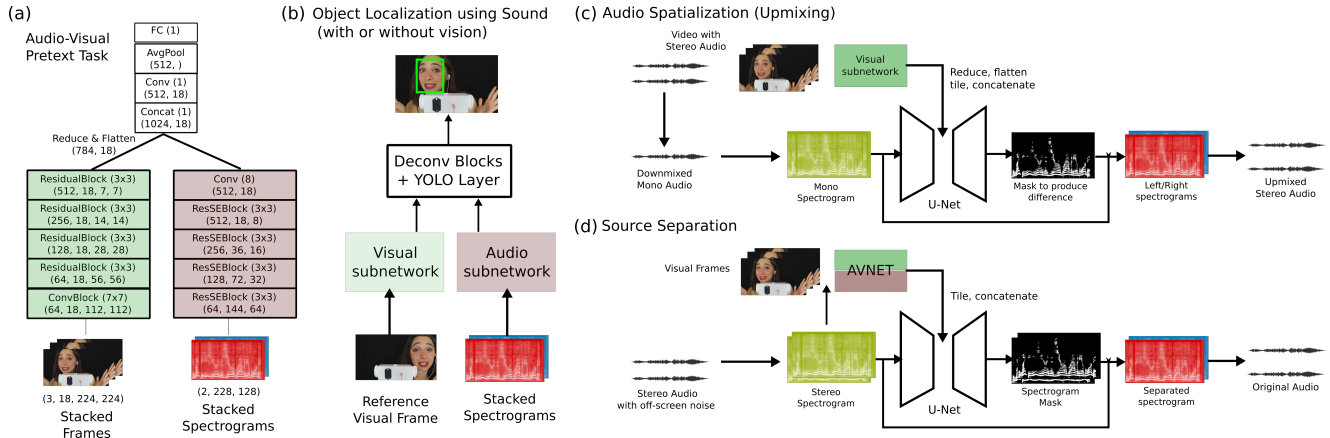 (a)
Audio-Visual
Pretext Task
FC (1)
AvgPool
(512, )
Conv (1)
(512, 18)
Concat (1)
(1024, 18)
Reduce & Flatten
(784, 18)
ResidualBlock (3x3)
(512, 18, 7, 7)
ResidualBlock (3x3)
(256, 18, 14, 14)
ResidualBlock (3x3)
(128, 18, 28, 28)
ResidualBlock (3x3)
(64, 18, 56, 56)
ConvBlock (7x7)
(64, 18, 112, 112)
Conv (8)
(512, 18)
ResSEBlock (3x3)
(512, 18, 8)
ResSEBlock (3x3)
(256, 36, 16)
ResSEBlock (3x3)
(128, 72, 32)
ResSEBlock (3x3)
(64, 144, 64)
(3, 18, 224, 224)
Stacked
Frames
(2, 228, 128)
Stacked
Spectrograms
(b) Object Localization using Sound
(with or without vision)
Deconv Blocks
+ YOLO Layer
Visual
subnetwork
Audio
subnetwork
Reference
Visual Frame
Stacked
Spectrograms
(c) Audio Spatialization (Upmixing)
Video with
Stereo Audio
Visual
subnetwork
Reduce, flatten
tile, concatenate
Downmixed
Mono Audio
Mono
Spectrogram
U-Net
Mask to produce
difference
Left/Right
spectrograms
Upmixed
Stereo Audio
(d) Source Separation
Visual Frames
AVNET
Tile, concatenate
Stereo Audio
with off-screen noise
Stereo
Spectrogram
U-Net
Spectrogram
Mask
Separated
spectrogram
Original Audio